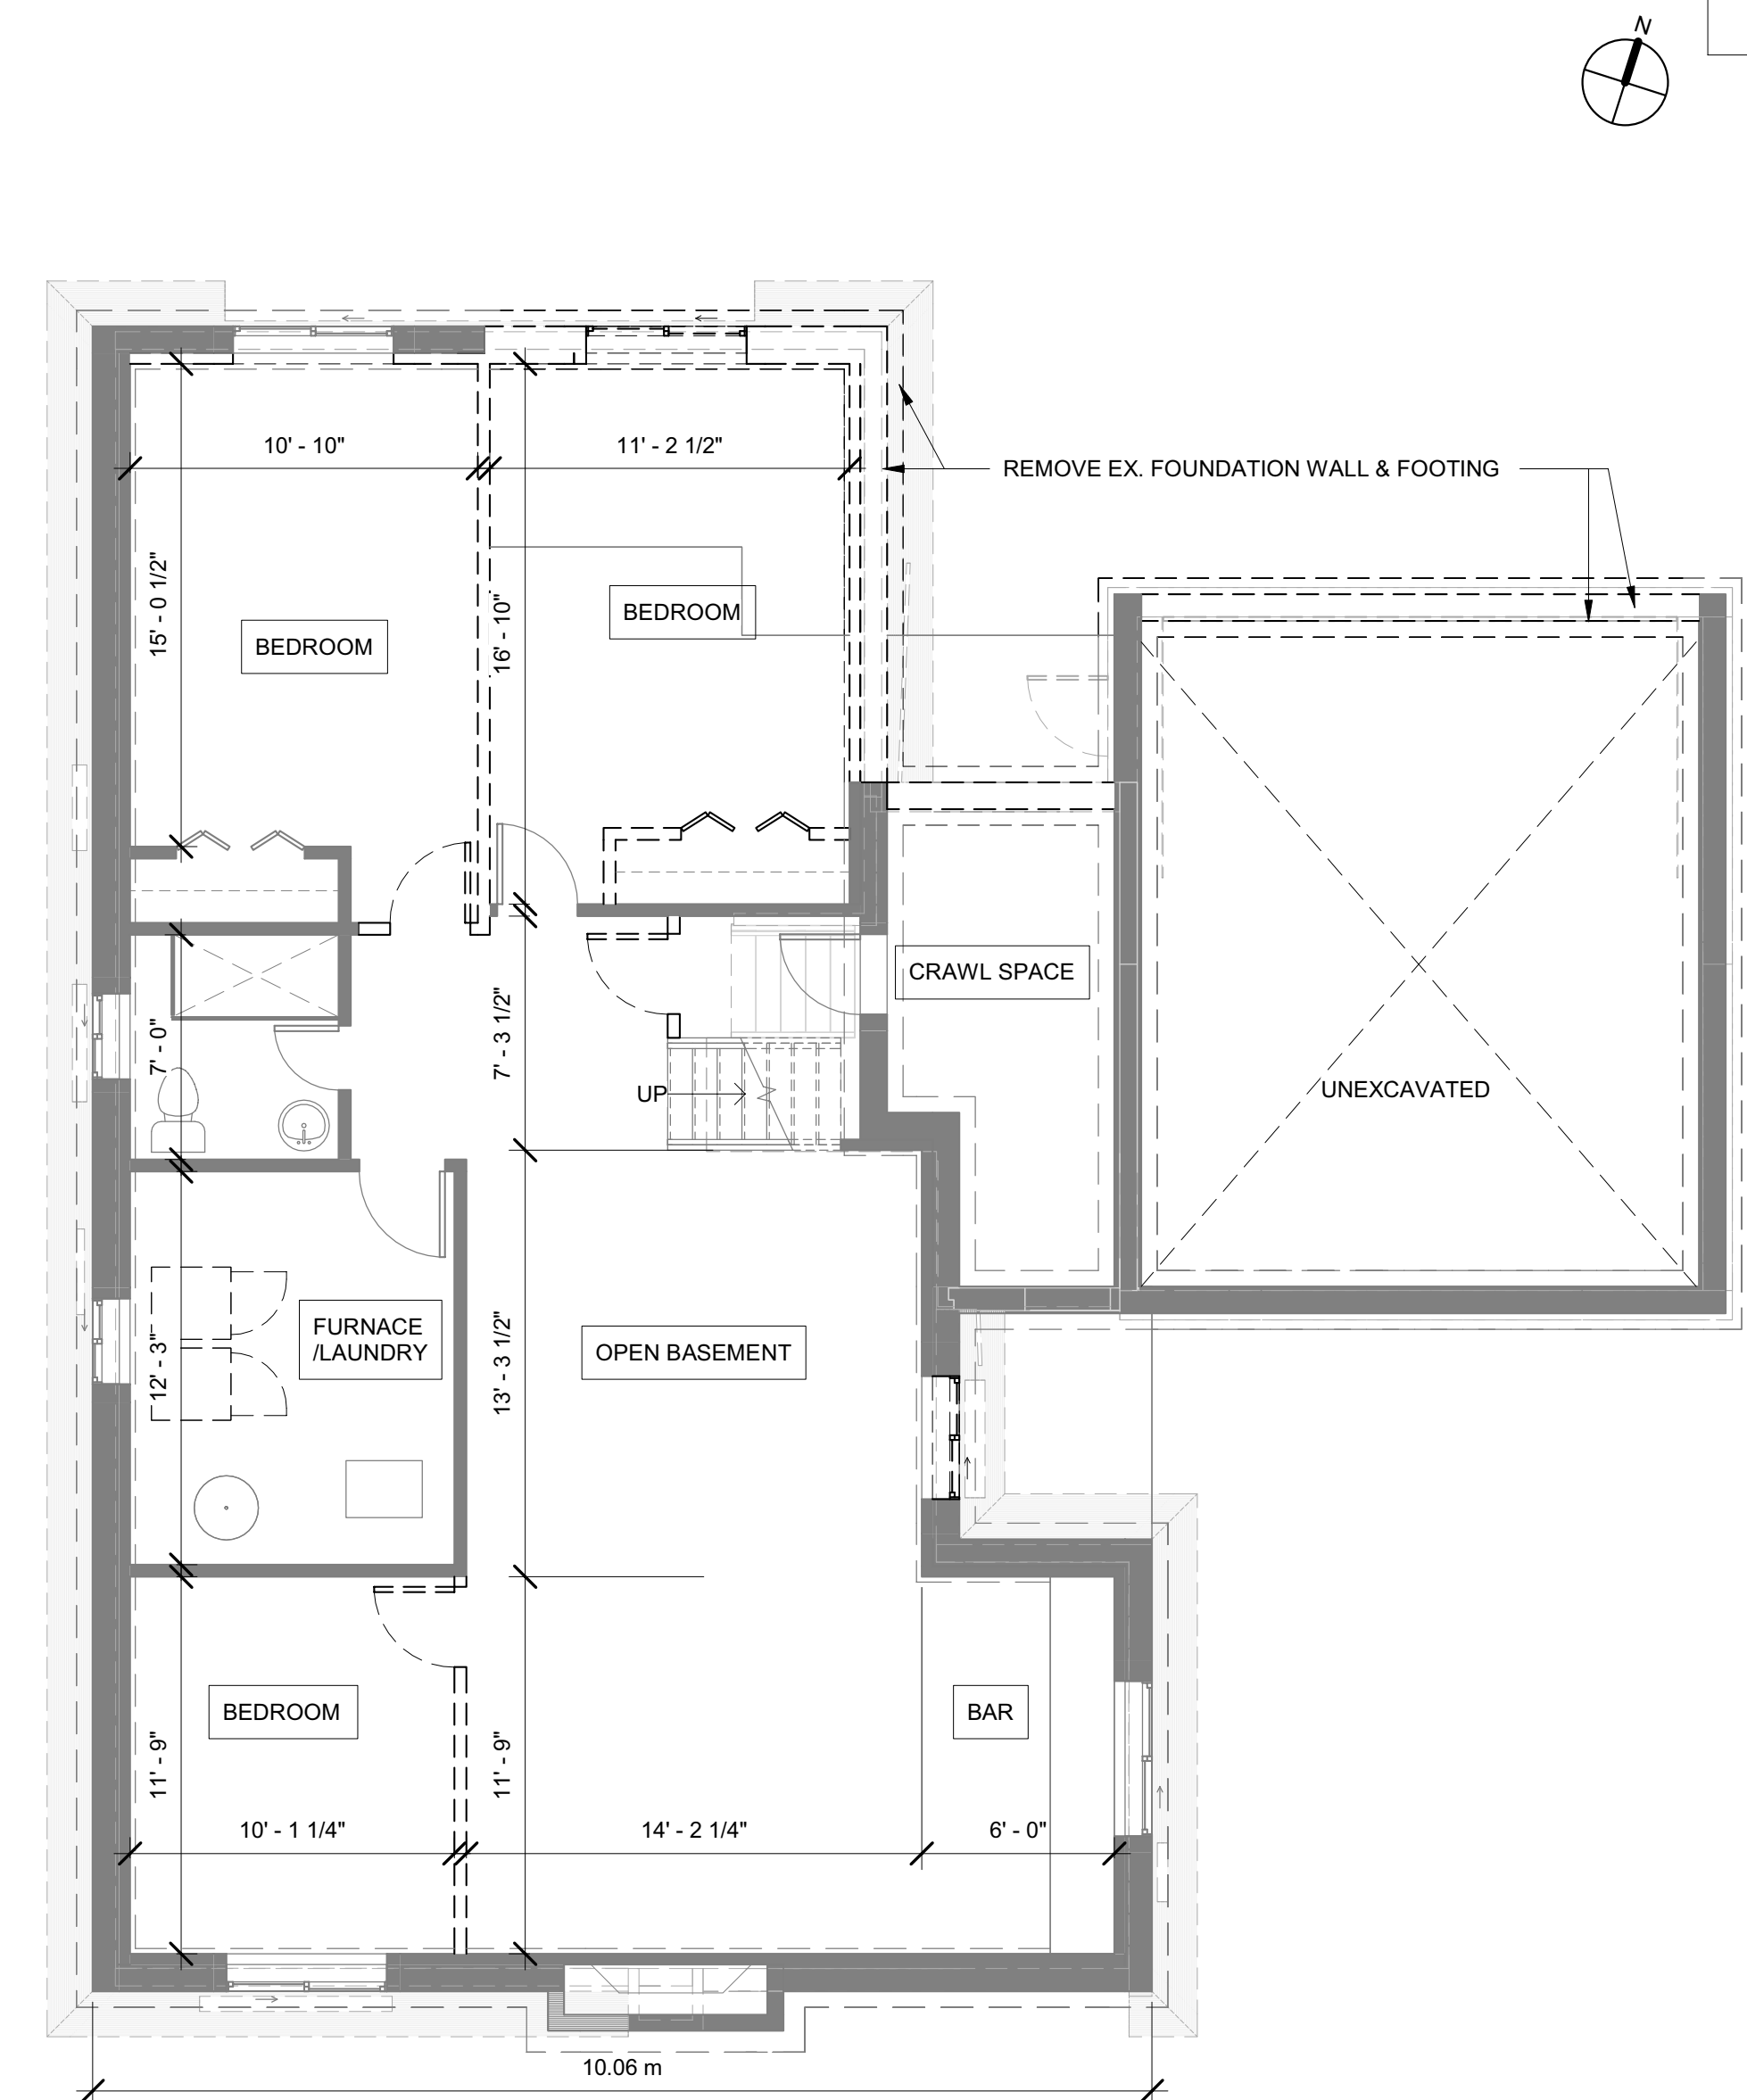 N
10' - 10"
11' - 2 1/2"
REMOVE EX. FOUNDATION WALL & FOOTING
15' - 0 1/2"
16' - 10"
BEDROOM
BEDROOM
CRAWL SPACE
7' - 0"
7' - 3 1/2"
UP
UNEXCAVATED
12' - 3"
FURNACE
/LAUNDRY
13' - 3 1/2"
OPEN BASEMENT
BEDROOM
BAR
11' - 9"
11' - 9"
10' - 1 1/4"
14' - 2 1/4"
6' - 0"
10.06 m